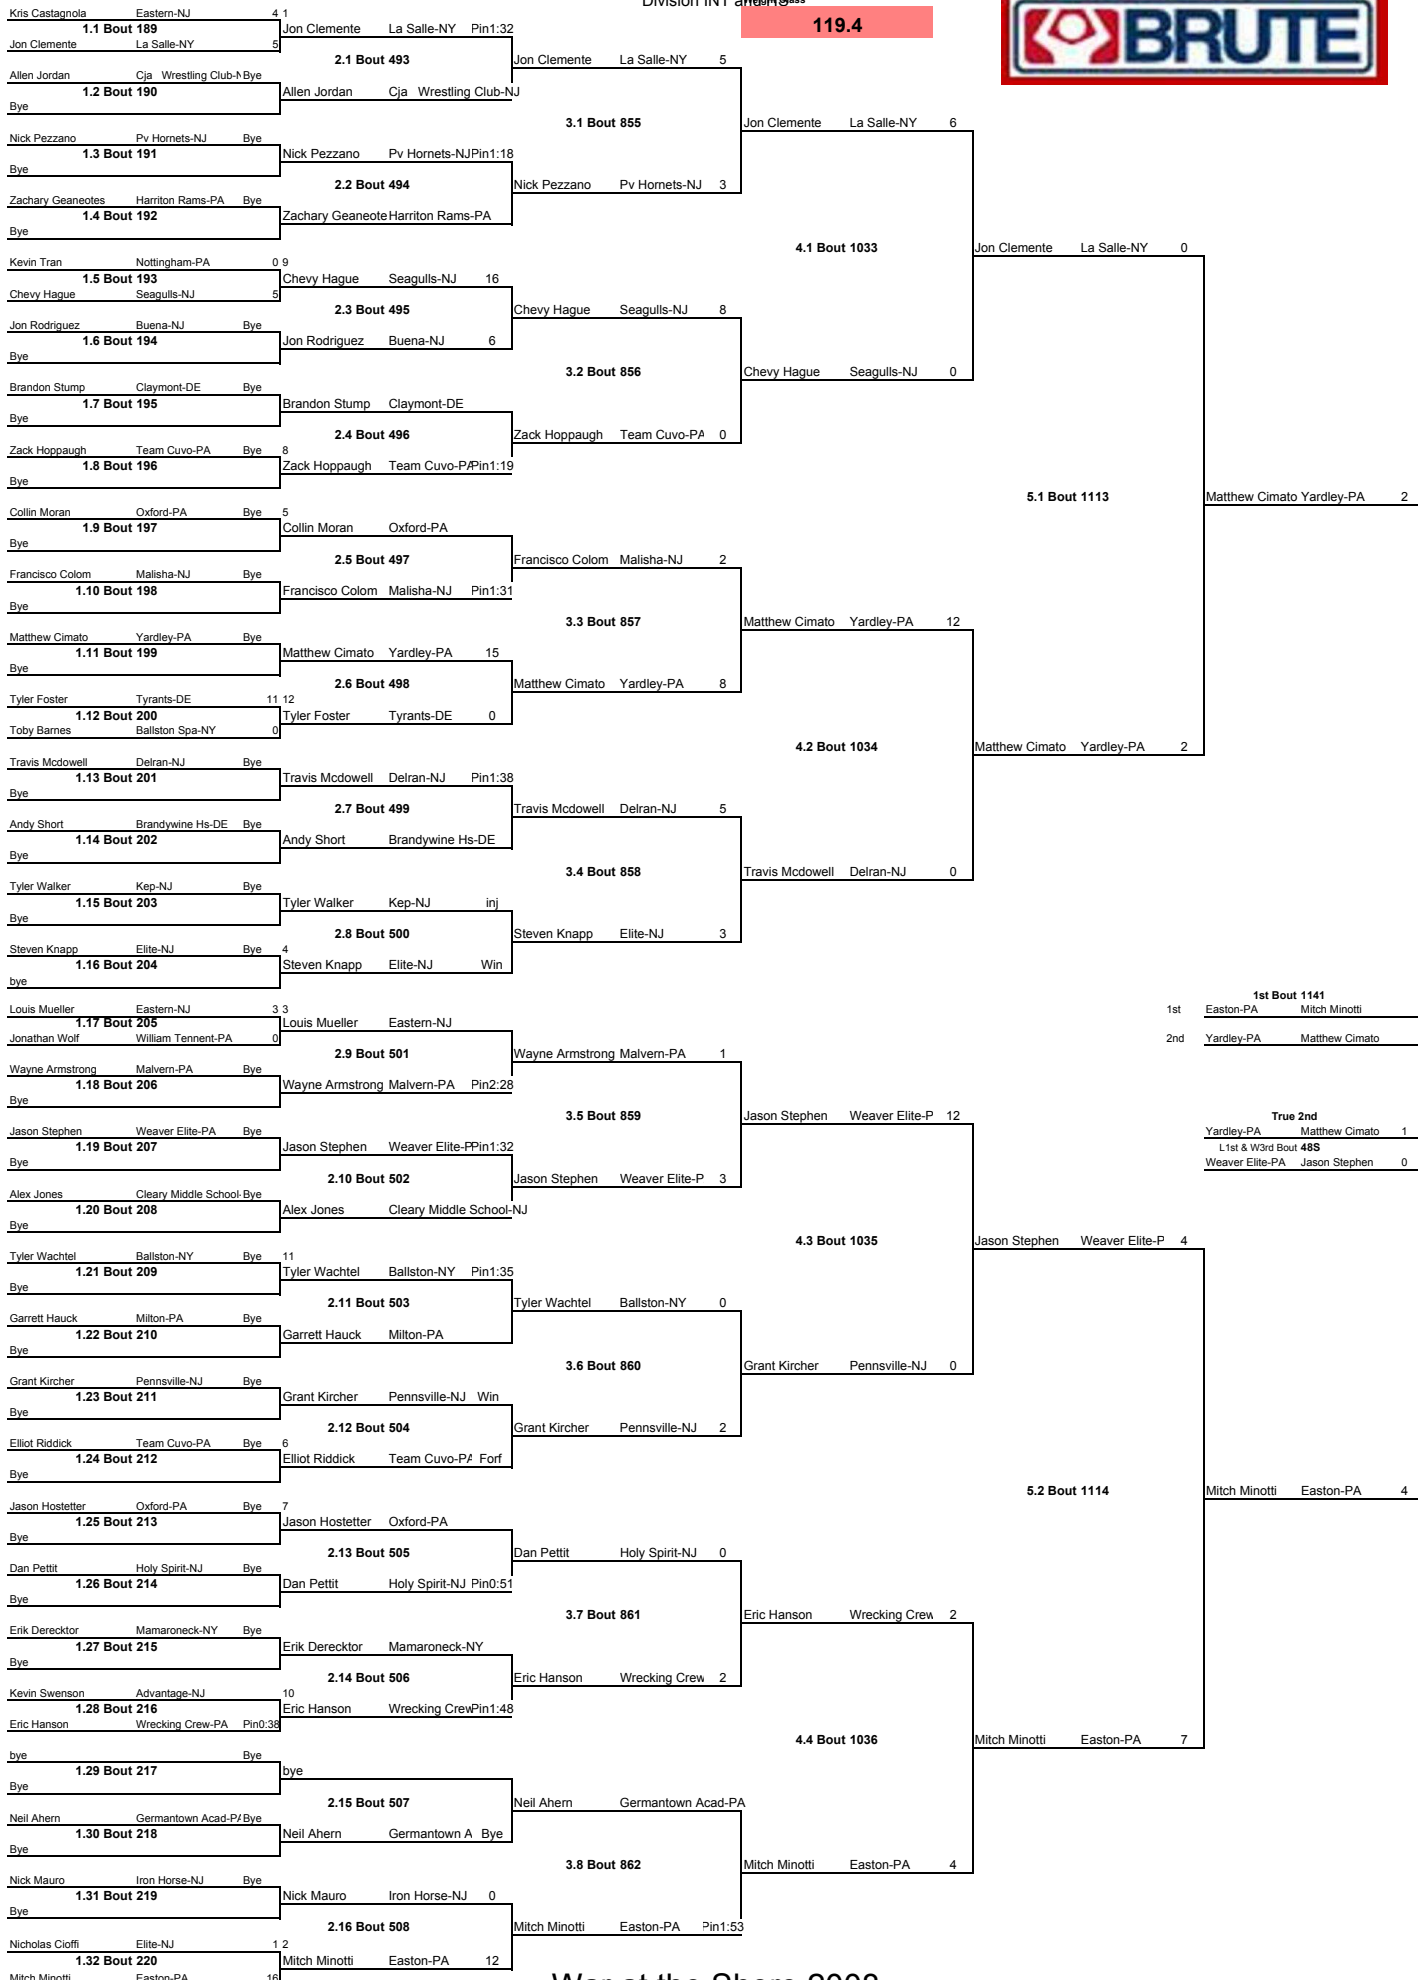 Division INT and HS
119.4
BRUTE
Kris Castagnola Eastern-NJ 4 1
1.1 Bout 189
Jon Clemente La Salle-NY 5
Allen Jordan Cja Wrestling Club-N Bye
1.2 Bout 190
Bye
Nick Pezzano Pv Hornets-NJ Bye
1.3 Bout 191
Bye
Zachary Geaneotes Harriton Rams-PA Bye
1.4 Bout 192
Bye
Kevin Tran Nottingham-PA 0 9
1.5 Bout 193
Chevy Hague Seagulls-NJ 5
Jon Rodriguez Buena-NJ Bye
1.6 Bout 194
Bye
Brandon Stump Claymont-DE Bye
1.7 Bout 195
Bye
Zack Hoppaugh Team Cuvo-PA Bye 8
1.8 Bout 196
Bye
Collin Moran Oxford-PA Bye 5
1.9 Bout 197
Bye
Francisco Colom Malisha-NJ Bye
1.10 Bout 198
Bye
Matthew Cimato Yardley-PA Bye
1.11 Bout 199
Bye
Tyler Foster Tyrants-DE 11 12
1.12 Bout 200
Toby Barnes Ballston Spa-NY 0
Travis Mcdowell Delran-NJ Bye
1.13 Bout 201
Bye
Andy Short Brandywine Hs-DE Bye
1.14 Bout 202
Bye
Tyler Walker Kep-NJ Bye
1.15 Bout 203
Bye
Steven Knapp Elite-NJ Bye 4
1.16 Bout 204
bye
Louis Mueller Eastern-NJ 3 3
1.17 Bout 205
Jonathan Wolf William Tennent-PA 0
Wayne Armstrong Malvern-PA Bye
1.18 Bout 206
Bye
Jason Stephen Weaver Elite-PA Bye
1.19 Bout 207
Bye
Alex Jones Cleary Middle School- Bye
1.20 Bout 208
Bye
Tyler Wachtel Ballston-NY Bye 11
1.21 Bout 209
Bye
Garrett Hauck Milton-PA Bye
1.22 Bout 210
Bye
Grant Kircher Pennsville-NJ Bye
1.23 Bout 211
Bye
Elliot Riddick Team Cuvo-PA Bye 6
1.24 Bout 212
Bye
Jason Hostetter Oxford-PA Bye 7
1.25 Bout 213
Bye
Dan Pettit Holy Spirit-NJ Bye
1.26 Bout 214
Bye
Erik Derecktor Mamaroneck-NY Bye
1.27 Bout 215
Bye
Kevin Swenson Advantage-NJ 10
1.28 Bout 216
Eric Hanson Wrecking Crew-PA Pin0:38
bye Bye
1.29 Bout 217
Bye
Neil Ahern Germantown Acad-PA Bye
1.30 Bout 218
Bye
Nick Mauro Iron Horse-NJ Bye
1.31 Bout 219
Bye
Nicholas Cioffi Elite-NJ 1 2
1.32 Bout 220
Mitch Minotti Easton-PA 16
Jon Clemente La Salle-NY Pin1:32
2.1 Bout 493
Allen Jordan Cja Wrestling Club-NJ
Nick Pezzano Pv Hornets-NJ Pin1:18
2.2 Bout 494
Zachary Geaneote Harriton Rams-PA
Chevy Hague Seagulls-NJ 16
2.3 Bout 495
Jon Rodriguez Buena-NJ 6
Brandon Stump Claymont-DE
2.4 Bout 496
Zack Hoppaugh Team Cuvo-PA Pin1:19
Collin Moran Oxford-PA
2.5 Bout 497
Francisco Colom Malisha-NJ Pin1:31
Matthew Cimato Yardley-PA 15
2.6 Bout 498
Tyler Foster Tyrants-DE 0
Travis Mcdowell Delran-NJ Pin1:38
2.7 Bout 499
Andy Short Brandywine Hs-DE
Tyler Walker Kep-NJ inj
2.8 Bout 500
Steven Knapp Elite-NJ Win
Louis Mueller Eastern-NJ
2.9 Bout 501
Wayne Armstrong Malvern-PA Pin2:28
Jason Stephen Weaver Elite-P Pin1:32
2.10 Bout 502
Alex Jones Cleary Middle School-NJ
Tyler Wachtel Ballston-NY Pin1:35
2.11 Bout 503
Garrett Hauck Milton-PA
Grant Kircher Pennsville-NJ Win
2.12 Bout 504
Elliot Riddick Team Cuvo-PA Forf
Jason Hostetter Oxford-PA
2.13 Bout 505
Dan Pettit Holy Spirit-NJ Pin0:51
Erik Derecktor Mamaroneck-NY
2.14 Bout 506
Eric Hanson Wrecking Crew Pin1:48
bye
2.15 Bout 507
Neil Ahern Germantown A Bye
Nick Mauro Iron Horse-NJ 0
2.16 Bout 508
Mitch Minotti Easton-PA 12
Jon Clemente La Salle-NY 5
3.1 Bout 855
Nick Pezzano Pv Hornets-NJ 3
Chevy Hague Seagulls-NJ 8
3.2 Bout 856
Zack Hoppaugh Team Cuvo-PA 0
Francisco Colom Malisha-NJ 2
3.3 Bout 857
Matthew Cimato Yardley-PA 8
Travis Mcdowell Delran-NJ 5
3.4 Bout 858
Steven Knapp Elite-NJ 3
Wayne Armstrong Malvern-PA 1
3.5 Bout 859
Jason Stephen Weaver Elite-P 3
Tyler Wachtel Ballston-NY 0
3.6 Bout 860
Grant Kircher Pennsville-NJ 2
Dan Pettit Holy Spirit-NJ 0
3.7 Bout 861
Eric Hanson Wrecking Crew 2
Neil Ahern Germantown Acad-PA
3.8 Bout 862
Mitch Minotti Easton-PA Pin1:53
Jon Clemente La Salle-NY 6
4.1 Bout 1033
Chevy Hague Seagulls-NJ 0
Matthew Cimato Yardley-PA 12
4.2 Bout 1034
Travis Mcdowell Delran-NJ 0
Jason Stephen Weaver Elite-P 12
4.3 Bout 1035
Grant Kircher Pennsville-NJ 0
Eric Hanson Wrecking Crew 2
4.4 Bout 1036
Mitch Minotti Easton-PA 4
Jon Clemente La Salle-NY 0
5.1 Bout 1113
Matthew Cimato Yardley-PA 2
Jason Stephen Weaver Elite-P 4
5.2 Bout 1114
Mitch Minotti Easton-PA 7
Matthew Cimato Yardley-PA 2
Mitch Minotti Easton-PA 4
1st Bout 1141
1st Easton-PA Mitch Minotti
2nd Yardley-PA Matthew Cimato
True 2nd
Yardley-PA Matthew Cimato 1
L1st & W3rd Bout 48S
Weaver Elite-PA Jason Stephen 0
War at the Shore 2008